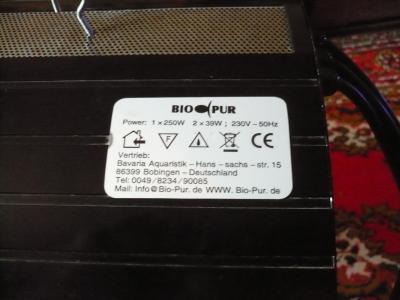 BIO PUR
Power: 1 x 250W 2 x 39W ; 230V - 50Hz
F
CE
Vertrieb:
Bavaria Aquaristik - Hans - sachs - str. 15
86399 Bobingen - Deutschland
Tel: 0049/8234/90085
Mail: Info@Bio-Pur.de WWW. Bio-Pur. de